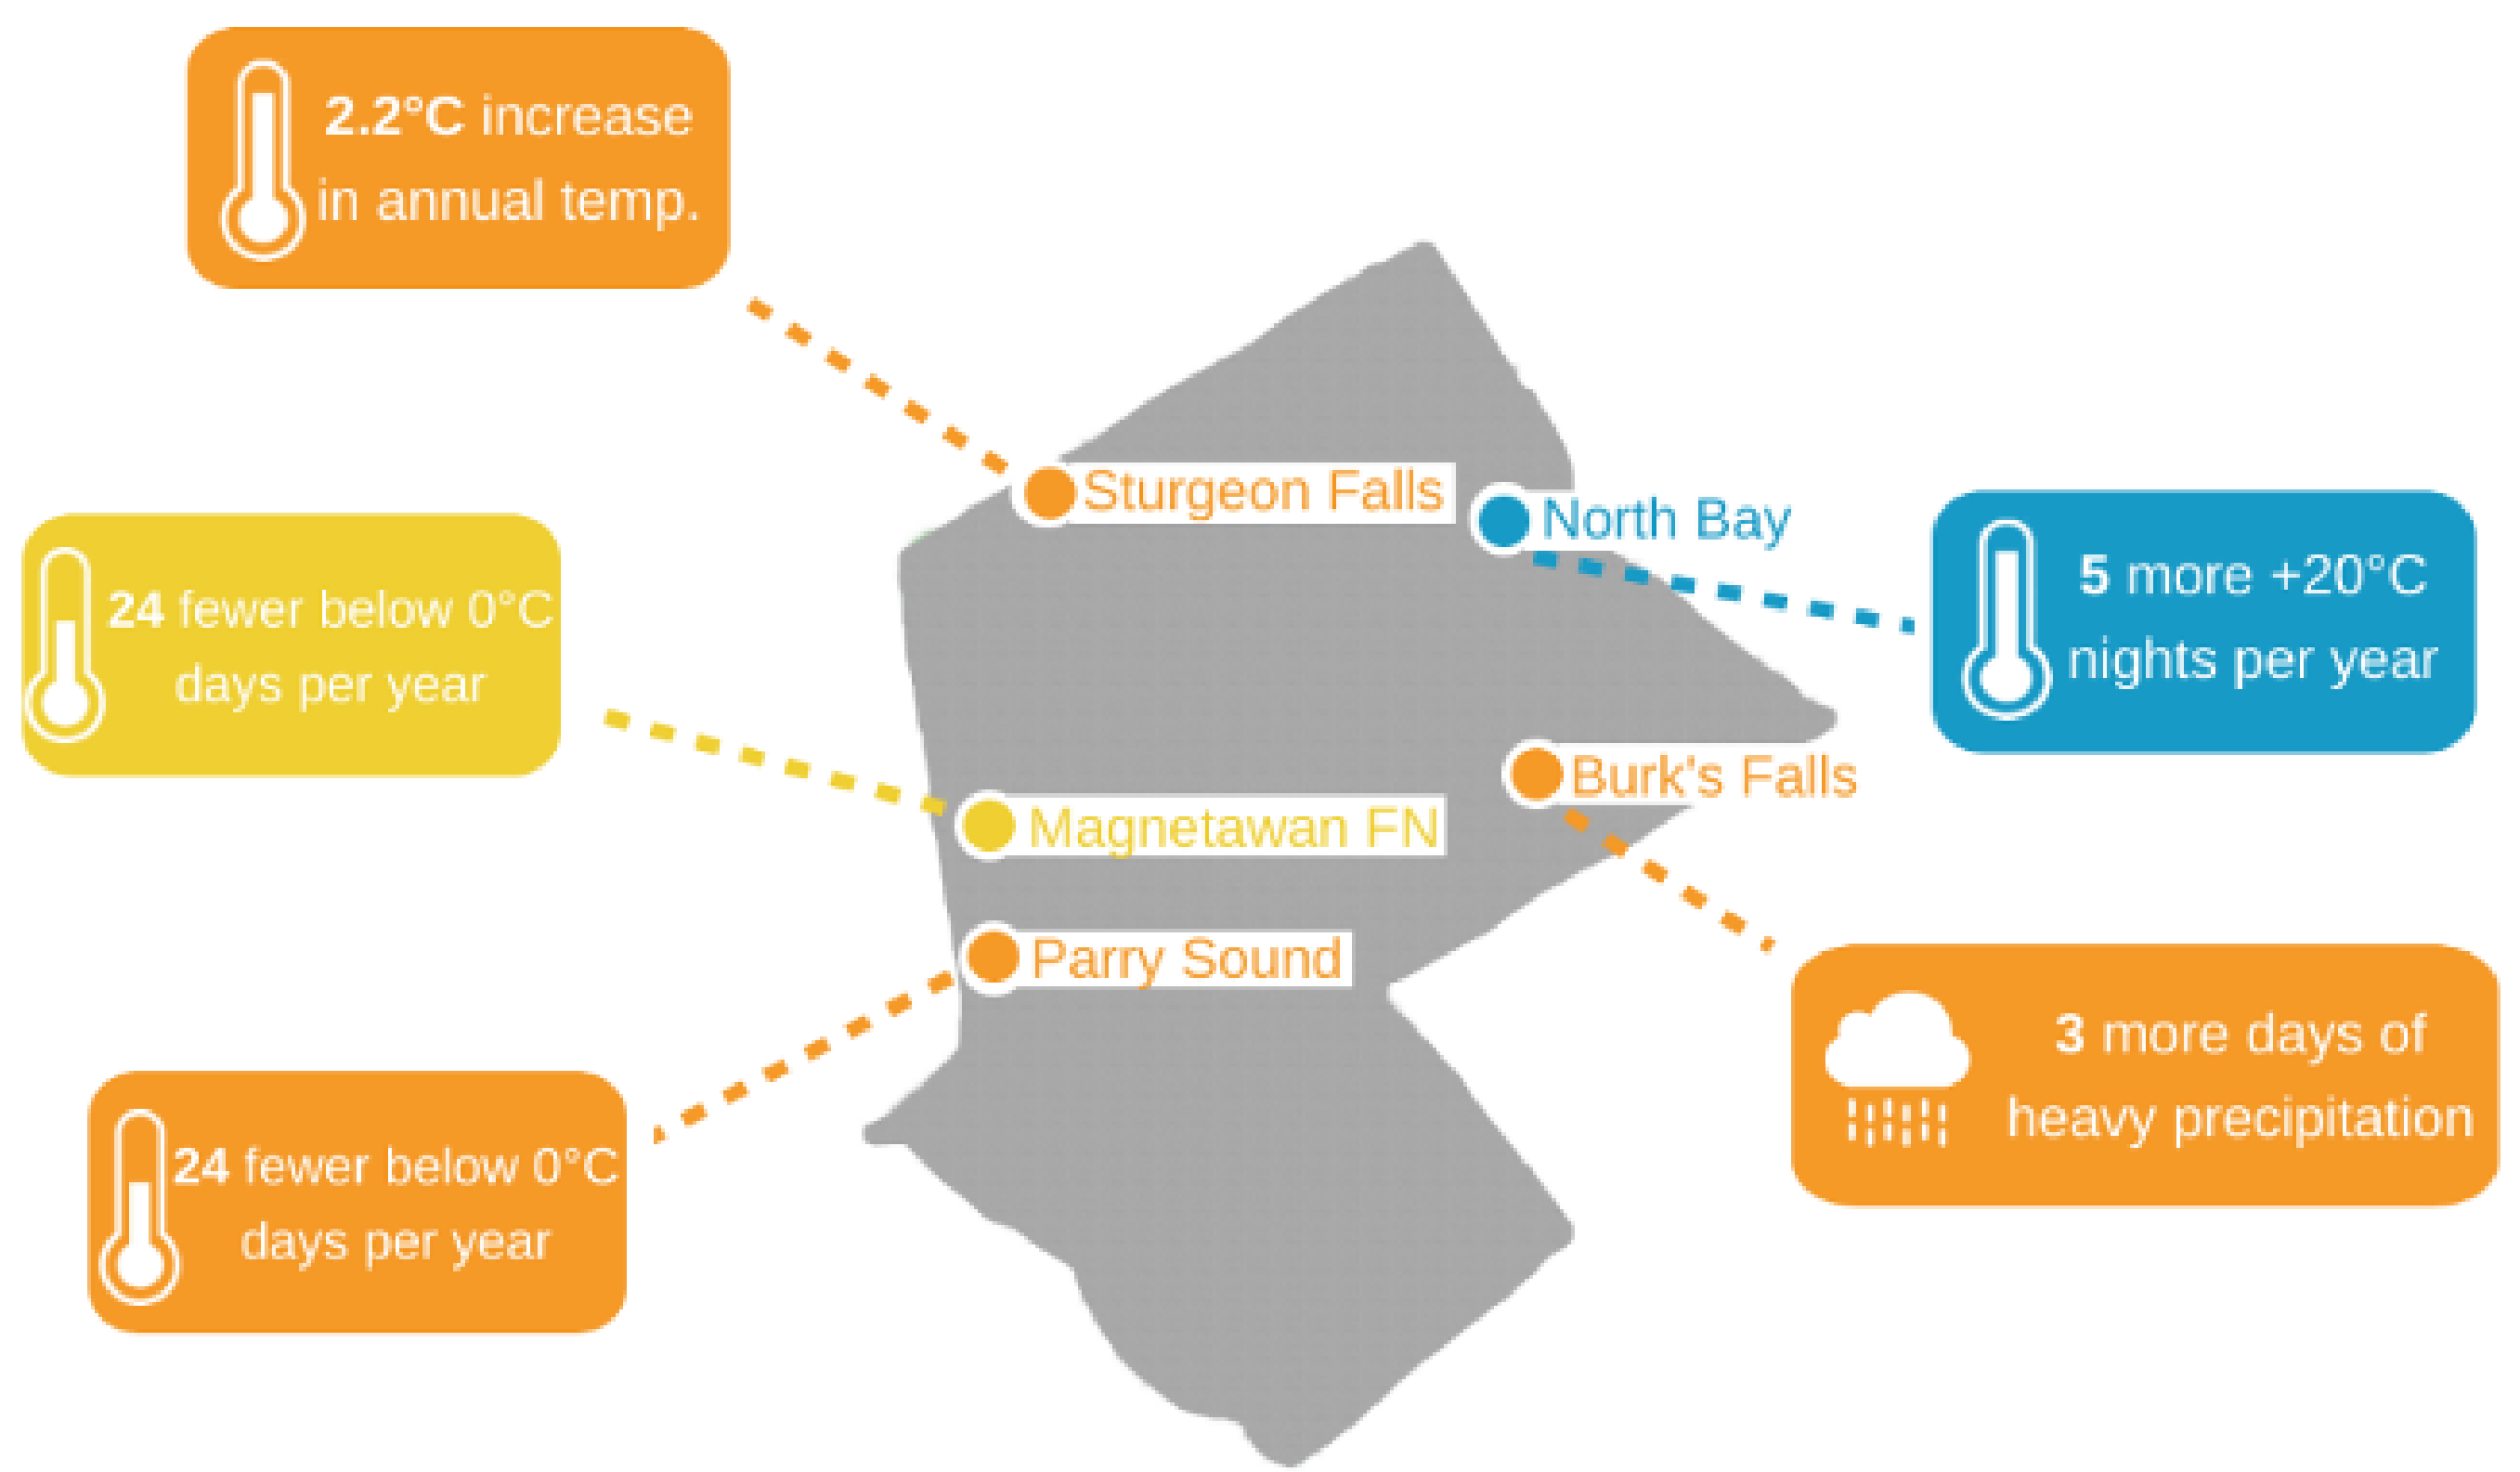 2.2°C increase
in annual temp.
Sturgeon Falls
North Bay
5 more +20°C
nights per year
24 fewer below 0°C
days per year
Magnetawan FN
Burk's Falls
Parry Sound
3 more days of
heavy precipitation
24 fewer below 0°C
days per year